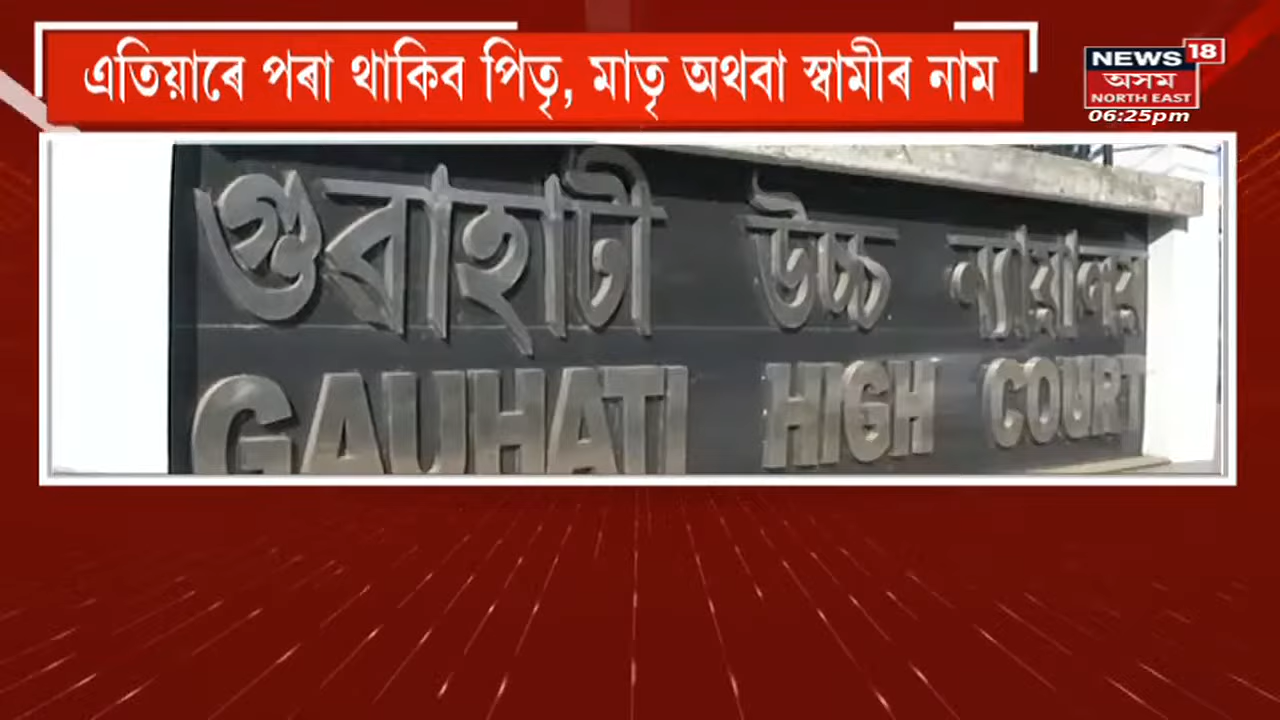 এতিয়াৰে পৰা থাকিব পিতৃ, মাতৃ অথবা স্বামীৰ নাম
NEWS 18
অসম
NORTH EAST
06:25pm
গুৱাহাটী উচ্চ ন্যায়ালয়
GAUHATI HIGH COURT